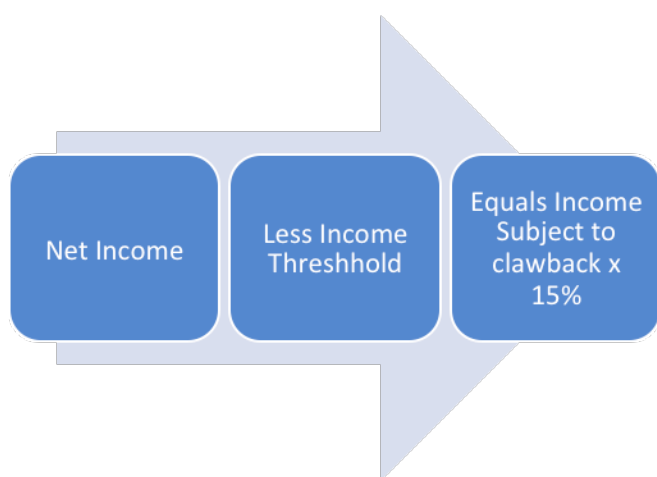 Net Income
Less Income
Threshhold
Equals Income
Subject to
clawback x
15%